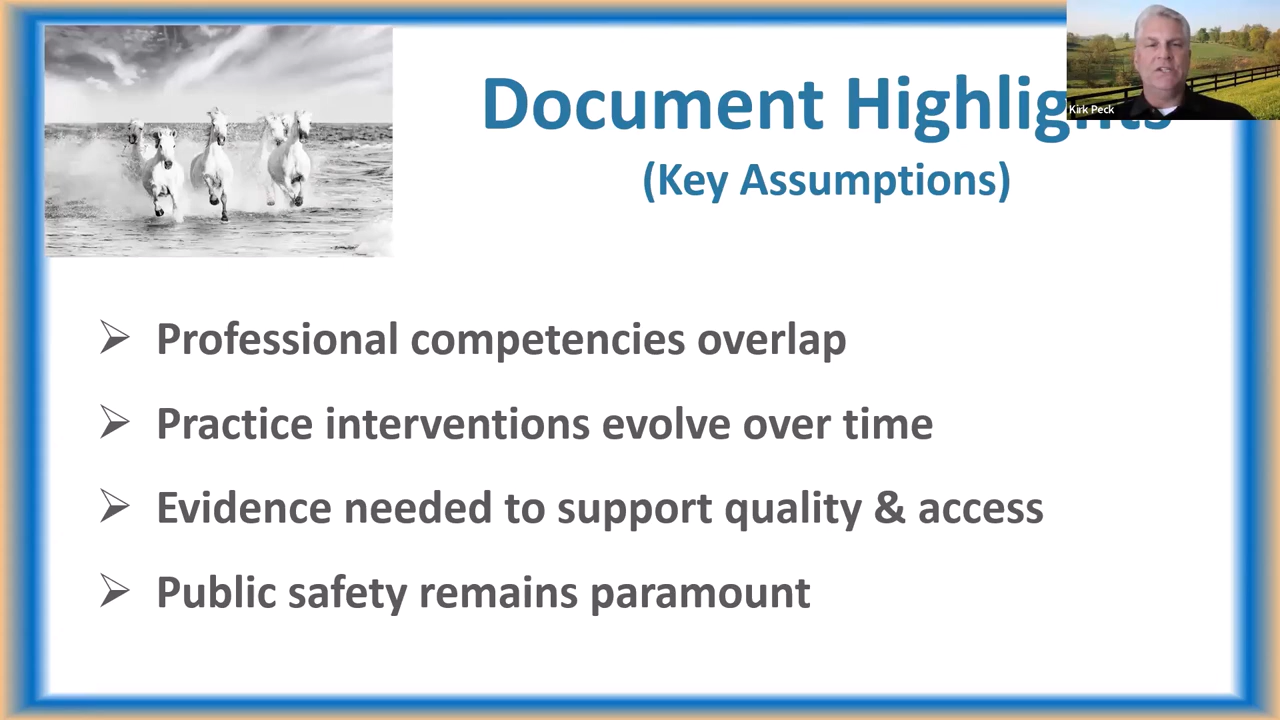 Document Highlights
Kirk Peck
(Key Assumptions)
Professional competencies overlap
Practice interventions evolve over time
Evidence needed to support quality & access
Public safety remains paramount